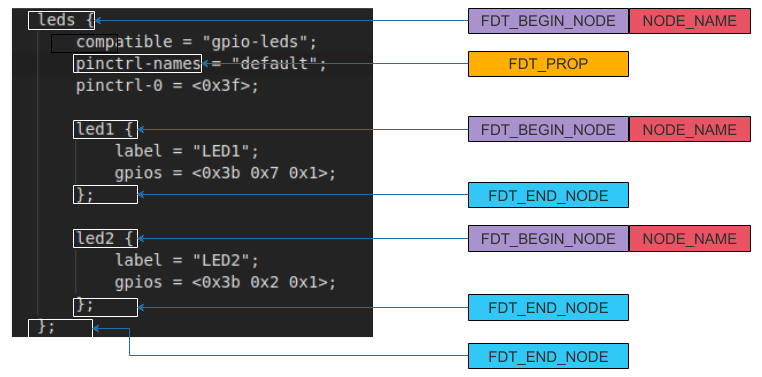 leds { FDT_BEGIN_NODE NODE_NAME
compatible = "gpio-leds";
pinctrl-names = "default"; FDT_PROP
pinctrl-0 = <0x3f>;
led1 { FDT_BEGIN_NODE NODE_NAME
label = "LED1";
gpios = <0x3b 0x7 0x1>;
}; FDT_END_NODE
led2 { FDT_BEGIN_NODE NODE_NAME
label = "LED2";
gpios = <0x3b 0x2 0x1>;
}; FDT_END_NODE
};
FDT_END_NODE